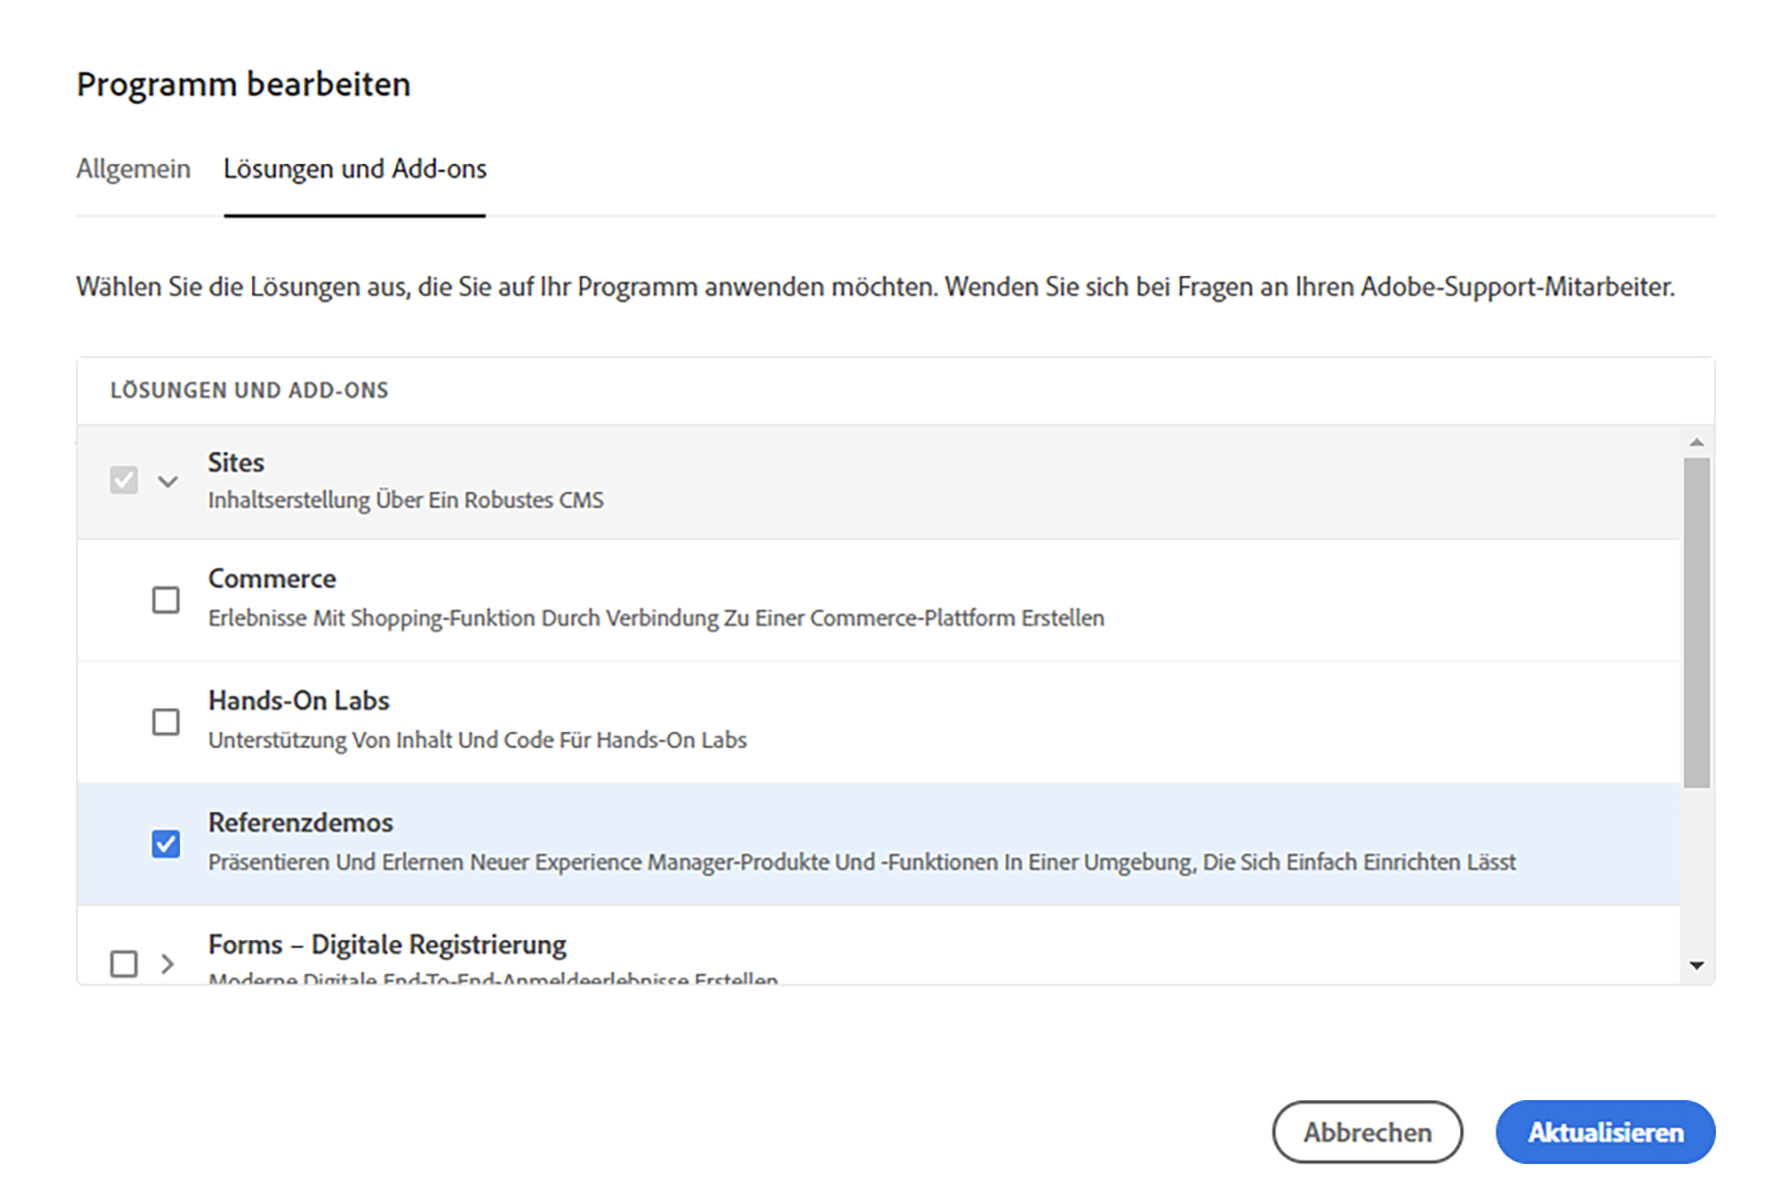 Programm bearbeiten
Allgemein Lösungen und Add-ons
Wählen Sie die Lösungen aus, die Sie auf Ihr Programm anwenden möchten. Wenden Sie sich bei Fragen an Ihren Adobe-Support-Mitarbeiter.
LÖSUNGEN UND ADD-ONS
Sites
Inhaltserstellung Über Ein Robustes CMS
Commerce
Erlebnisse Mit Shopping-Funktion Durch Verbindung Zu Einer Commerce-Plattform Erstellen
Hands-On Labs
Unterstützung Von Inhalt Und Code Für Hands-On Labs
Referenzdemos
Präsentieren Und Erlernen Neuer Experience Manager-Produkte Und -Funktionen In Einer Umgebung, Die Sich Einfach Einrichten Lässt
Forms – Digitale Registrierung
Moderne Digitale End-To-End-Anmeldeerlebnisse Erstellen
Abbrechen Aktualisieren